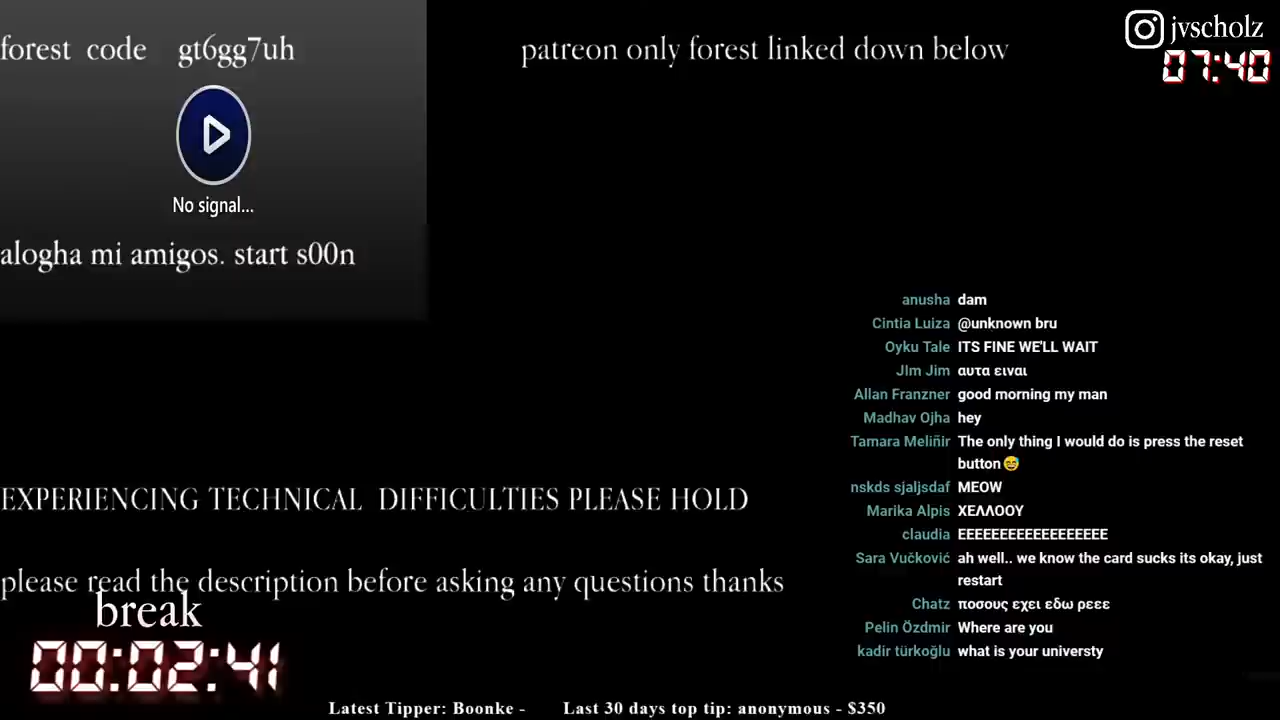 forest code gt6gg7uh
patreon only forest linked down below
jvscholz
07:40
No signal...
alogha mi amigos. start s00n
anusha dam
Cintia Luiza @unknown bru
Oyku Tale ITS FINE WE'LL WAIT
JIm Jim αυτα ειναι
Allan Franzner good morning my man
Madhav Ojha hey
Tamara Meliñir The only thing I would do is press the reset
button😅
nskds sjaljsdaf MEOW
Marika Alpis ΧΕΛΛΟΟΥ
claudia EEEEEEEEEEEEEEEEEE
Sara Vučković ah well.. we know the card sucks its okay, just
restart
Chatz ποσους εχει εδω ρεεε
Pelin Özdmir Where are you
kadir türkoğlu what is your universty
EXPERIENCING TECHNICAL DIFFICULTIES PLEASE HOLD
please read the description before asking any questions thanks
break
00:02:41
Latest Tipper: Boonke - Last 30 days top tip: anonymous - $350